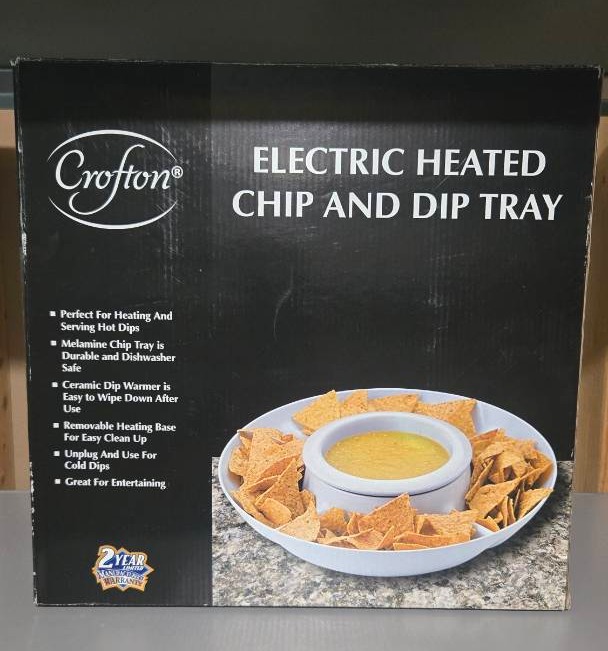 Crofton®
ELECTRIC HEATED
CHIP AND DIP TRAY
▪ Perfect For Heating And
Serving Hot Dips
▪ Melamine Chip Tray is
Durable and Dishwasher
Safe
▪ Ceramic Dip Warmer is
Easy to Wipe Down After
Use
▪ Removable Heating Base
For Easy Clean Up
▪ Unplug And Use For
Cold Dips
▪ Great For Entertaining
2 YEAR
LIMITED
MANUFACTURER'S
WARRANTY